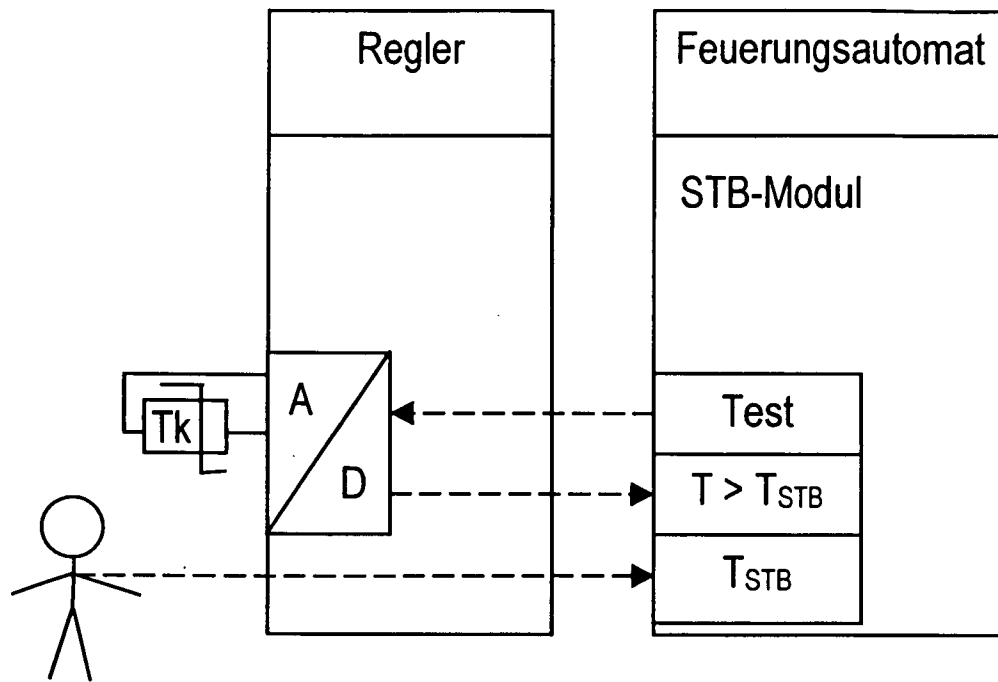 Regler
Feuerungsautomat
STB-Modul
A
Tk
D
Test
T > TSTB
TSTB